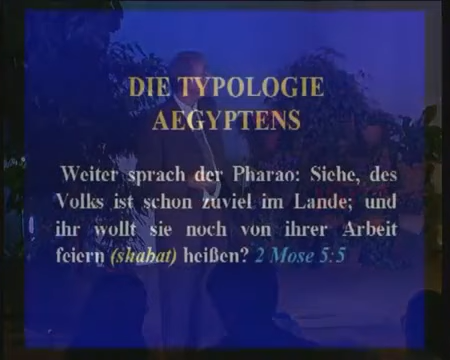 DIE TYPOLOGIE
AEGYPTENS
Weiter sprach der Pharao: Siehe, des
Volks ist schon zuviel im Lande; und
ihr wollt sie noch von ihrer Arbeit
feiern (shabat) heißen? 2 Mose 5:5